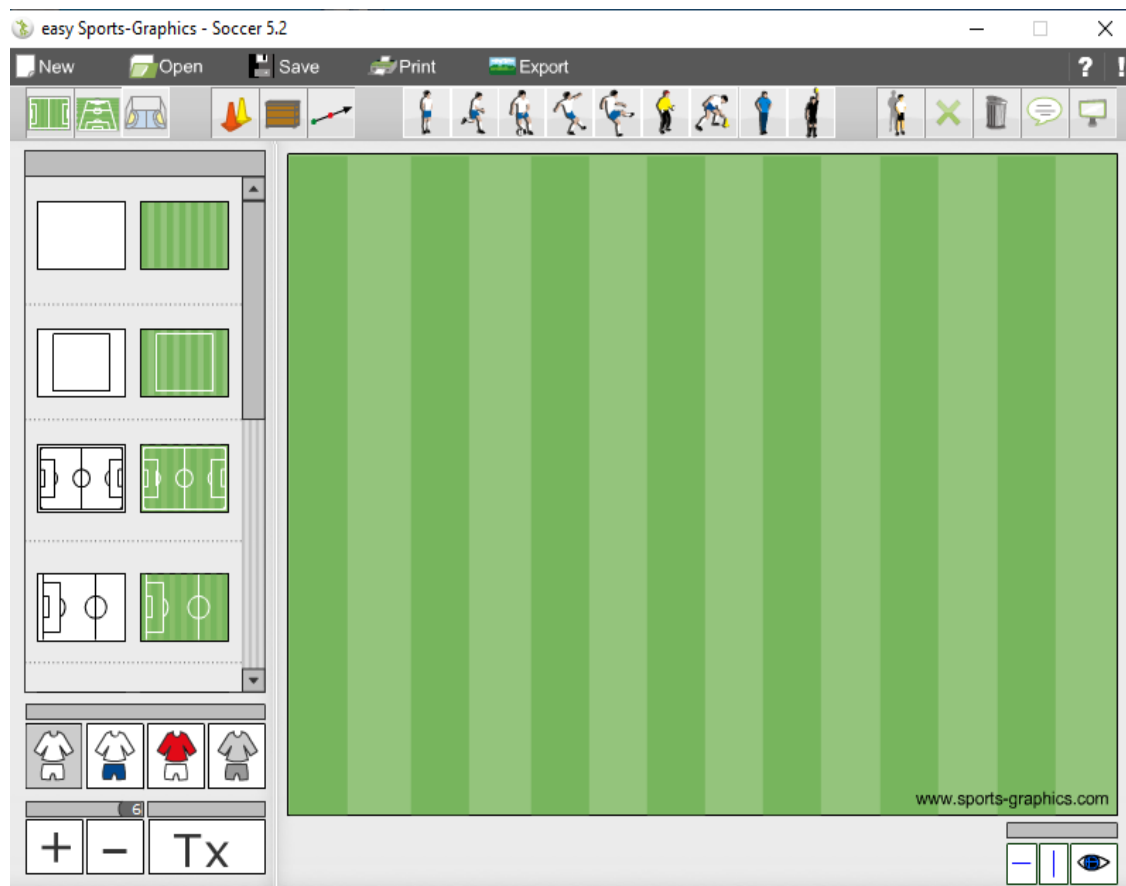 easy Sports-Graphics - Soccer 5.2
New Open Save Print Export ? !
www.sports-graphics.com
6
+ - Tx